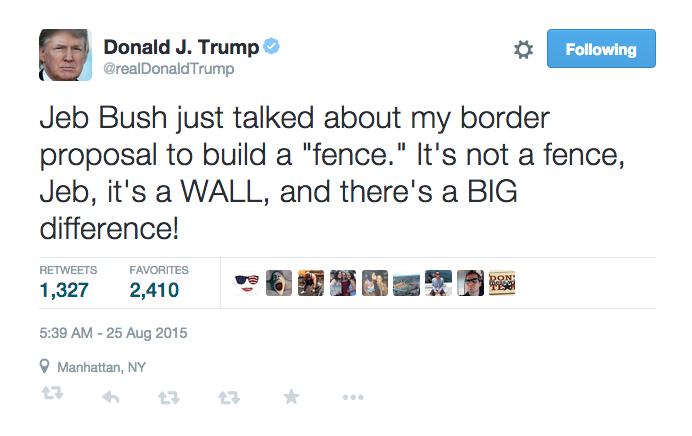 Donald J. Trump
@realDonaldTrump
Following
Jeb Bush just talked about my border
proposal to build a "fence." It's not a fence,
Jeb, it's a WALL, and there's a BIG
difference!
RETWEETS FAVORITES
1,327 2,410
5:39 AM - 25 Aug 2015
Manhattan, NY